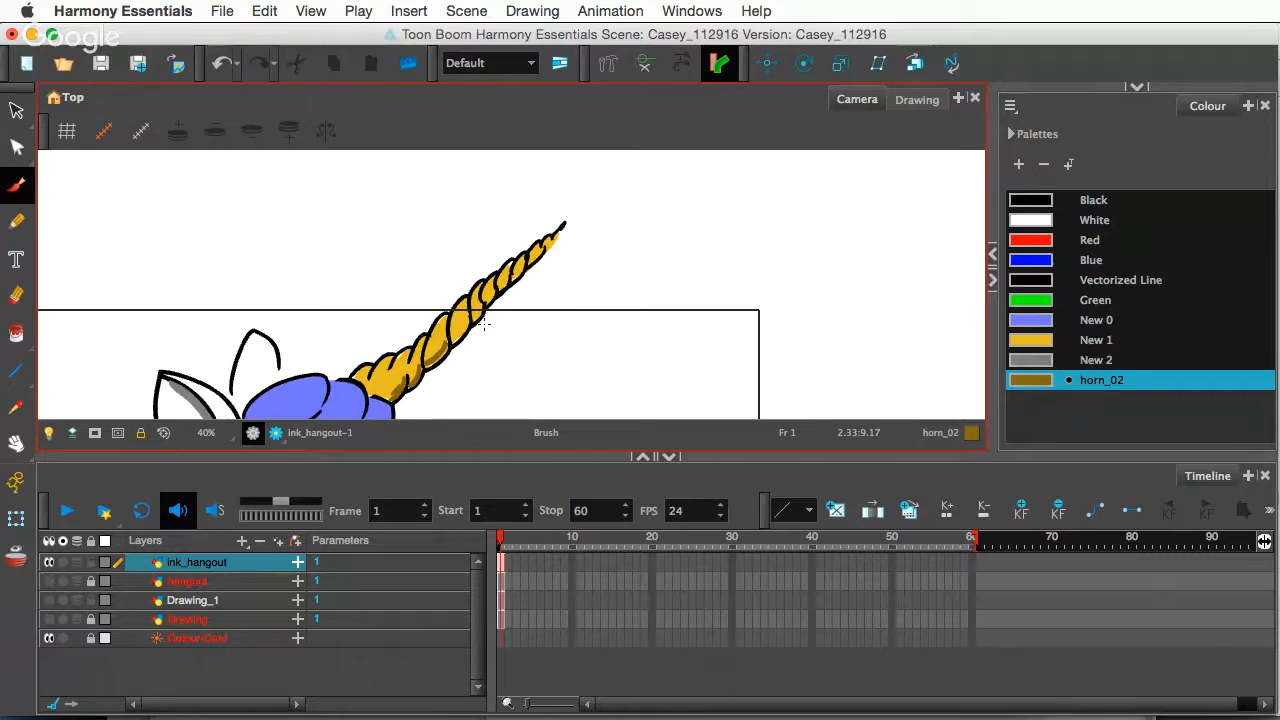 Harmony Essentials File Edit View Play Insert Scene Drawing Animation Windows Help
Google
Toon Boom Harmony Essentials Scene: Casey_112916 Version: Casey_112916
Default
Top Camera Drawing
Colour
Palettes
Black
White
Red
Blue
Vectorized Line
Green
New 0
New 1
New 2
horn_02
40% ink_hangout-1 Brush Fr 1 2.33:9.17 horn_02
Timeline
S Frame 1 Start 1 Stop 60 FPS 24 K+ K- KF KF KF KF
Layers Parameters 10 20 30 40 50 60 70 80 90
ink_hangout 1
hangout 1
Drawing_1 1
Drawing 1
Colour-Card